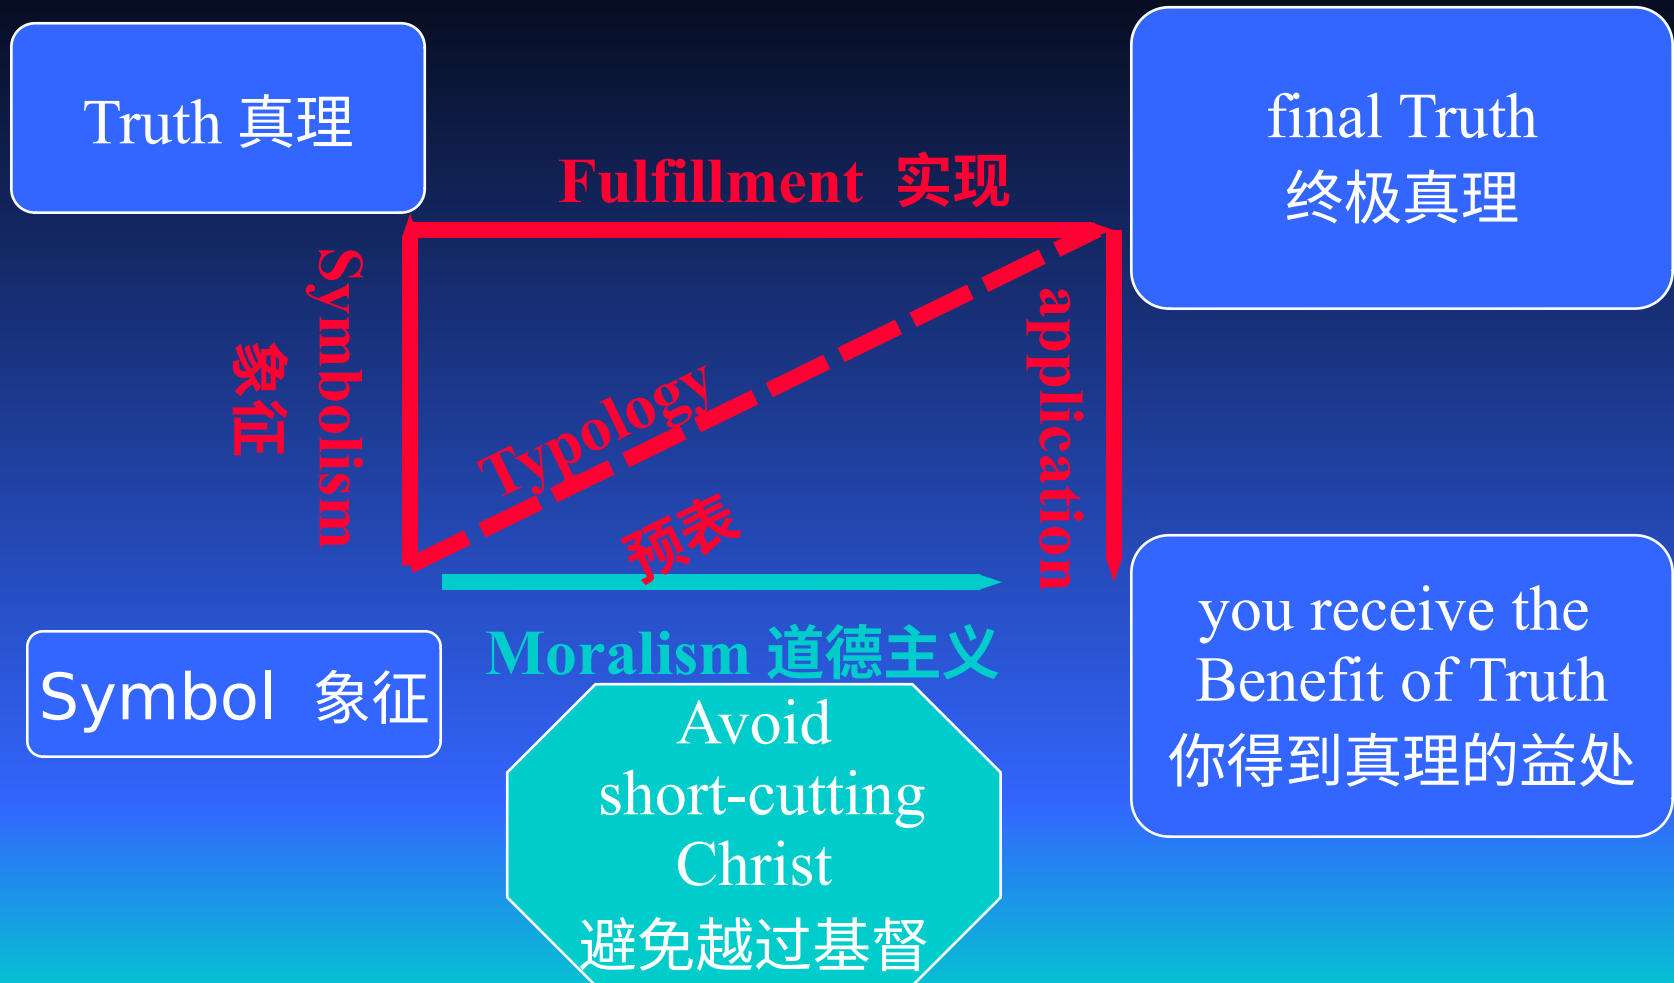 Truth 真理
final Truth
终极真理
Fulfillment 实现
Symbolism
象征
Typology
预表
application
Moralism 道德主义
Symbol 象征
Avoid
short-cutting
Christ
避免越过基督
you receive the
Benefit of Truth
你得到真理的益处